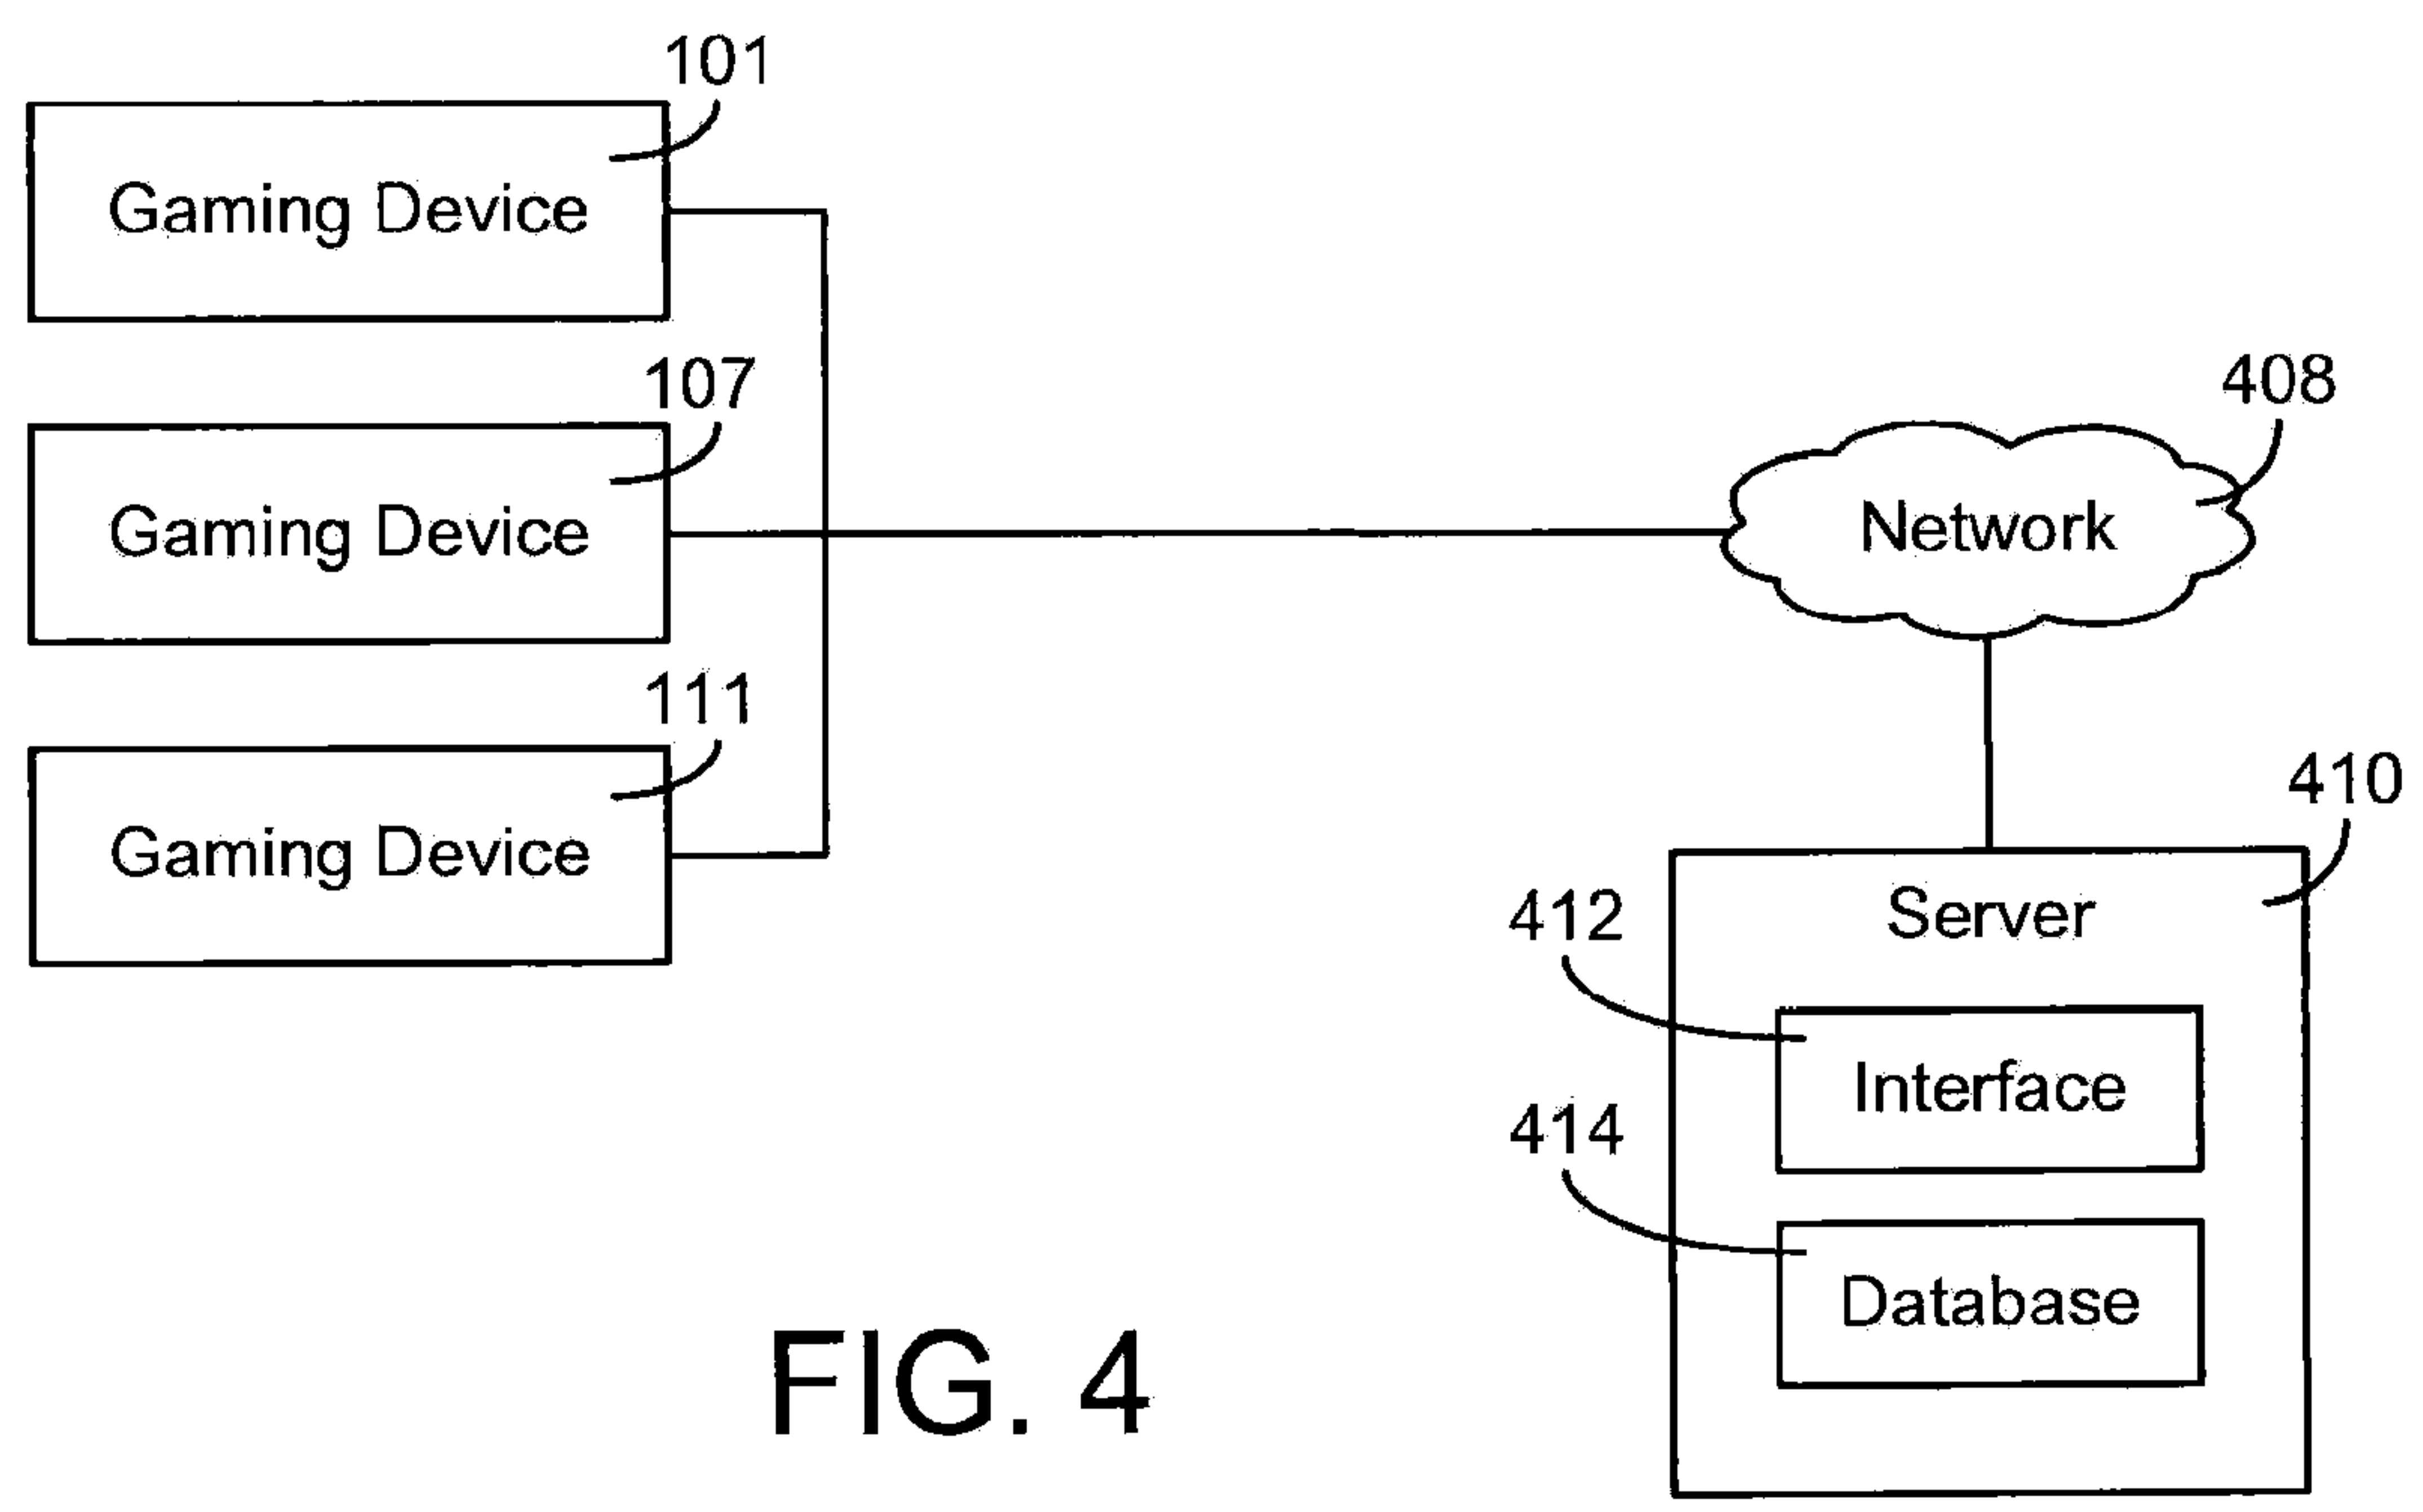 101
Gaming Device
107
Gaming Device
111
Gaming Device
408
Network
410
Server
412
Interface
414
Database
FIG. 4